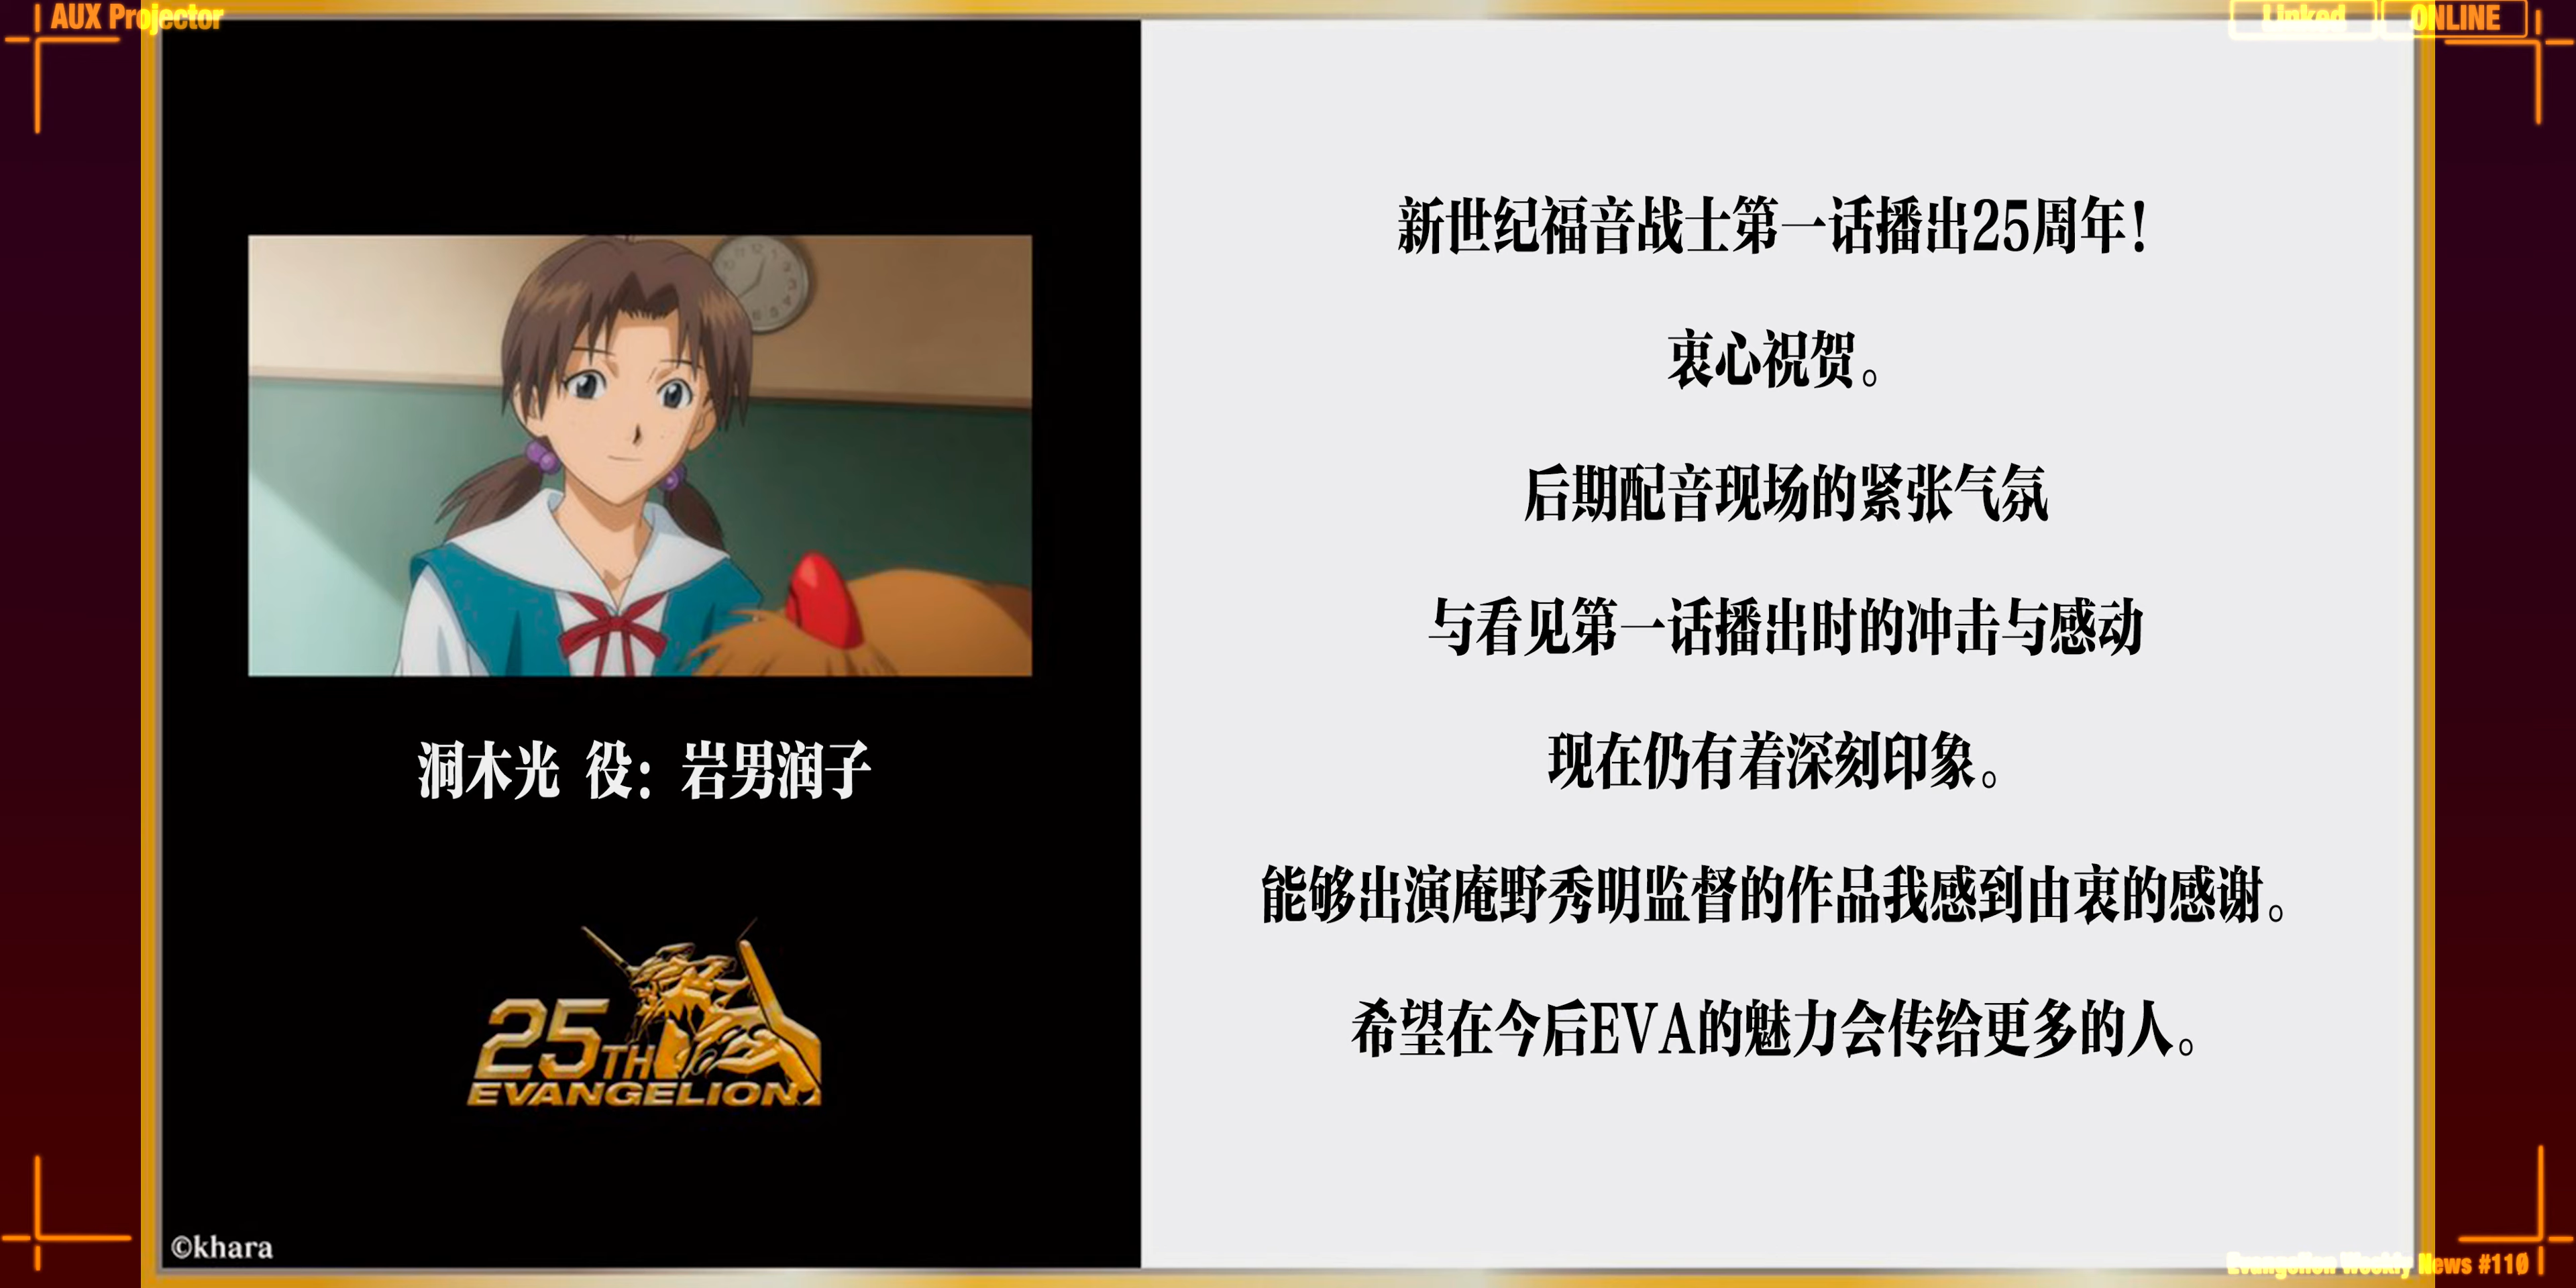 AUX Projector
Linked
ONLINE
洞木光 役：岩男润子
25TH
EVANGELION
©khara
新世纪福音战士第一话播出25周年！
衷心祝贺。
后期配音现场的紧张气氛
与看见第一话播出时的冲击与感动
现在仍有着深刻印象。
能够出演庵野秀明监督的作品我感到由衷的感谢。
希望在今后EVA的魅力会传给更多的人。
Evangelion Weekly News #110